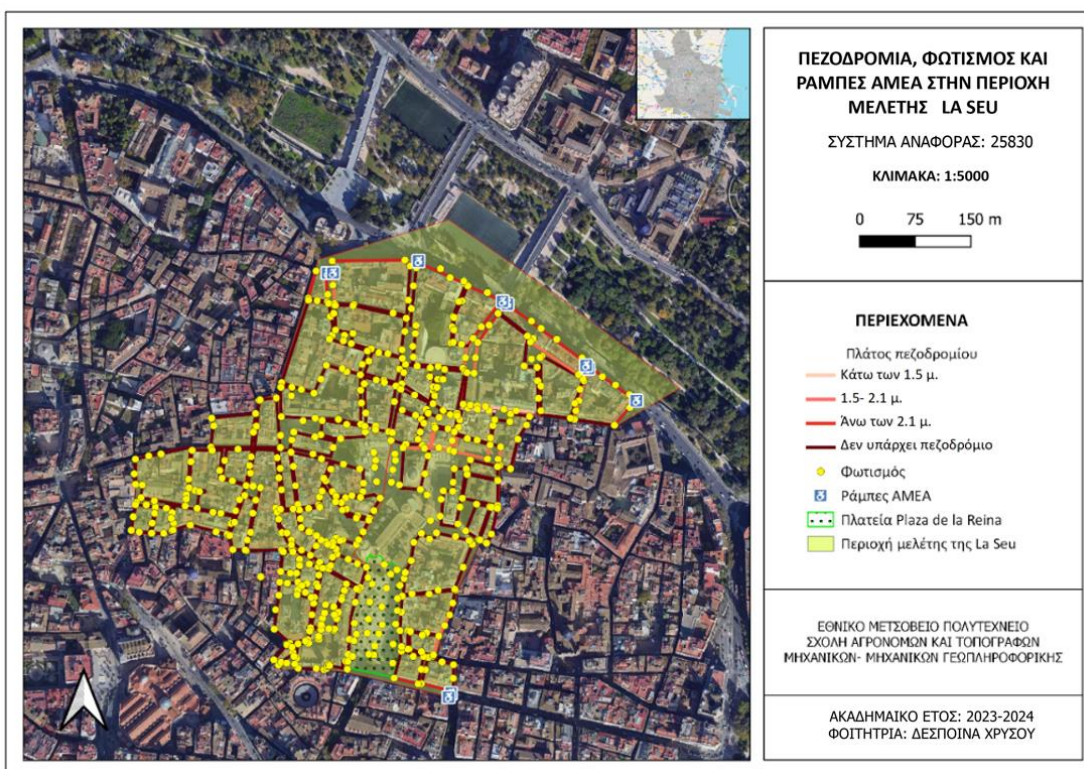 ΠΕΖΟΔΡΟΜΙΑ, ΦΩΤΙΣΜΟΣ ΚΑΙ
ΡΑΜΠΕΣ ΑΜΕΑ ΣΤΗΝ ΠΕΡΙΟΧΗ
ΜΕΛΕΤΗΣ LA SEU
ΣΥΣΤΗΜΑ ΑΝΑΦΟΡΑΣ: 25830
ΚΛΙΜΑΚΑ: 1:5000
0 75 150 m
ΠΕΡΙΕΧΟΜΕΝΑ
Πλάτος πεζοδρομίου
Κάτω των 1.5 μ.
1.5- 2.1 μ.
Άνω των 2.1 μ.
Δεν υπάρχει πεζοδρόμιο
Φωτισμός
Ράμπες ΑΜΕΑ
Πλατεία Plaza de la Reina
Περιοχή μελέτης της La Seu
ΕΘΝΙΚΟ ΜΕΤΣΟΒΕΙΟ ΠΟΛΥΤΕΧΝΕΙΟ
ΣΧΟΛΗ ΑΓΡΟΝΟΜΩΝ ΚΑΙ ΤΟΠΟΓΡΑΦΩΝ
ΜΗΧΑΝΙΚΩΝ- ΜΗΧΑΝΙΚΩΝ ΓΕΩΠΛΗΡΟΦΟΡΙΚΗΣ
ΑΚΑΔΗΜΑΙΚΟ ΕΤΟΣ: 2023-2024
ΦΟΙΤΗΤΡΙΑ: ΔΕΣΠΟΙΝΑ ΧΡΥΣΟΥ